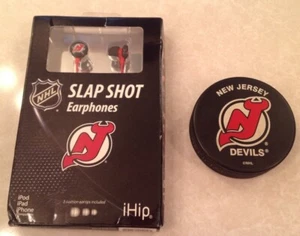 NHL
SLAP SHOT
Earphones
iPod
iPad
iPhone
iHip
NEW JERSEY
DEVILS